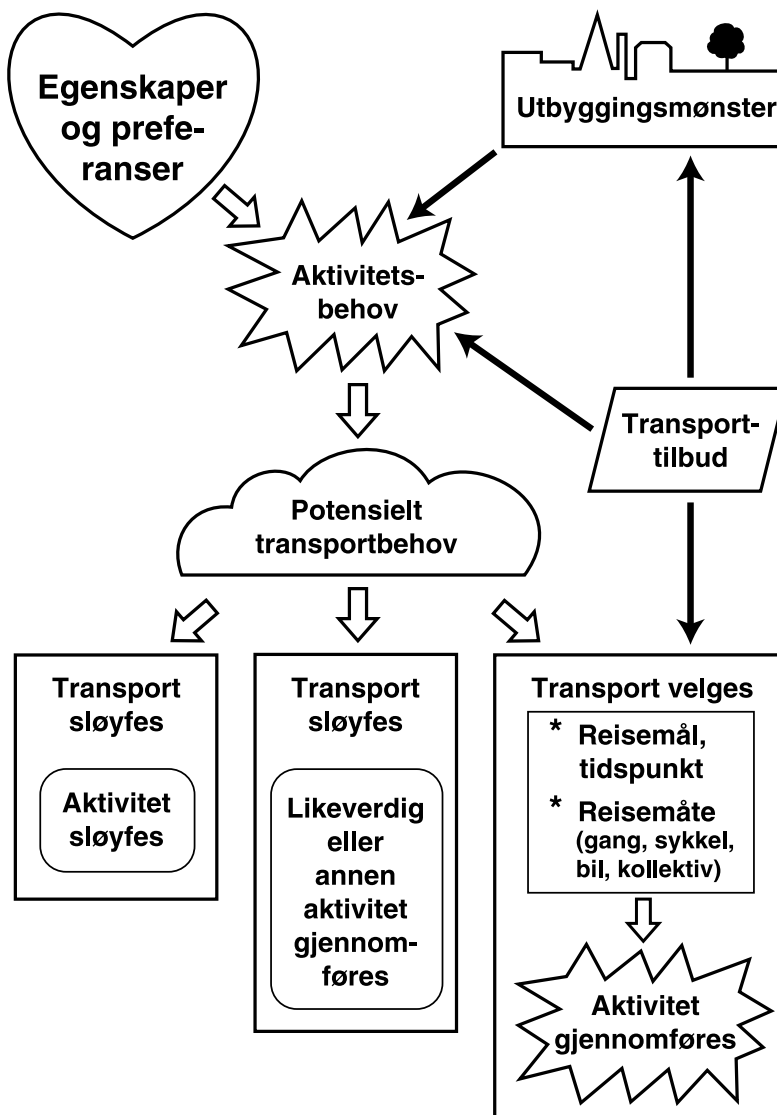 Egenskaper
og prefe-
ranser
Utbyggingsmønster
Aktivitets-
behov
Transport-
tilbud
Potensielt
transportbehov
Transport
sløyfes
Aktivitet
sløyfes
Transport
sløyfes
Likeverdig
eller
annen
aktivitet
gjennom-
føres
Transport velges
* Reisemål,
tidspunkt
* Reisemåte
(gang, sykkel,
bil, kollektiv)
Aktivitet
gjennomføres